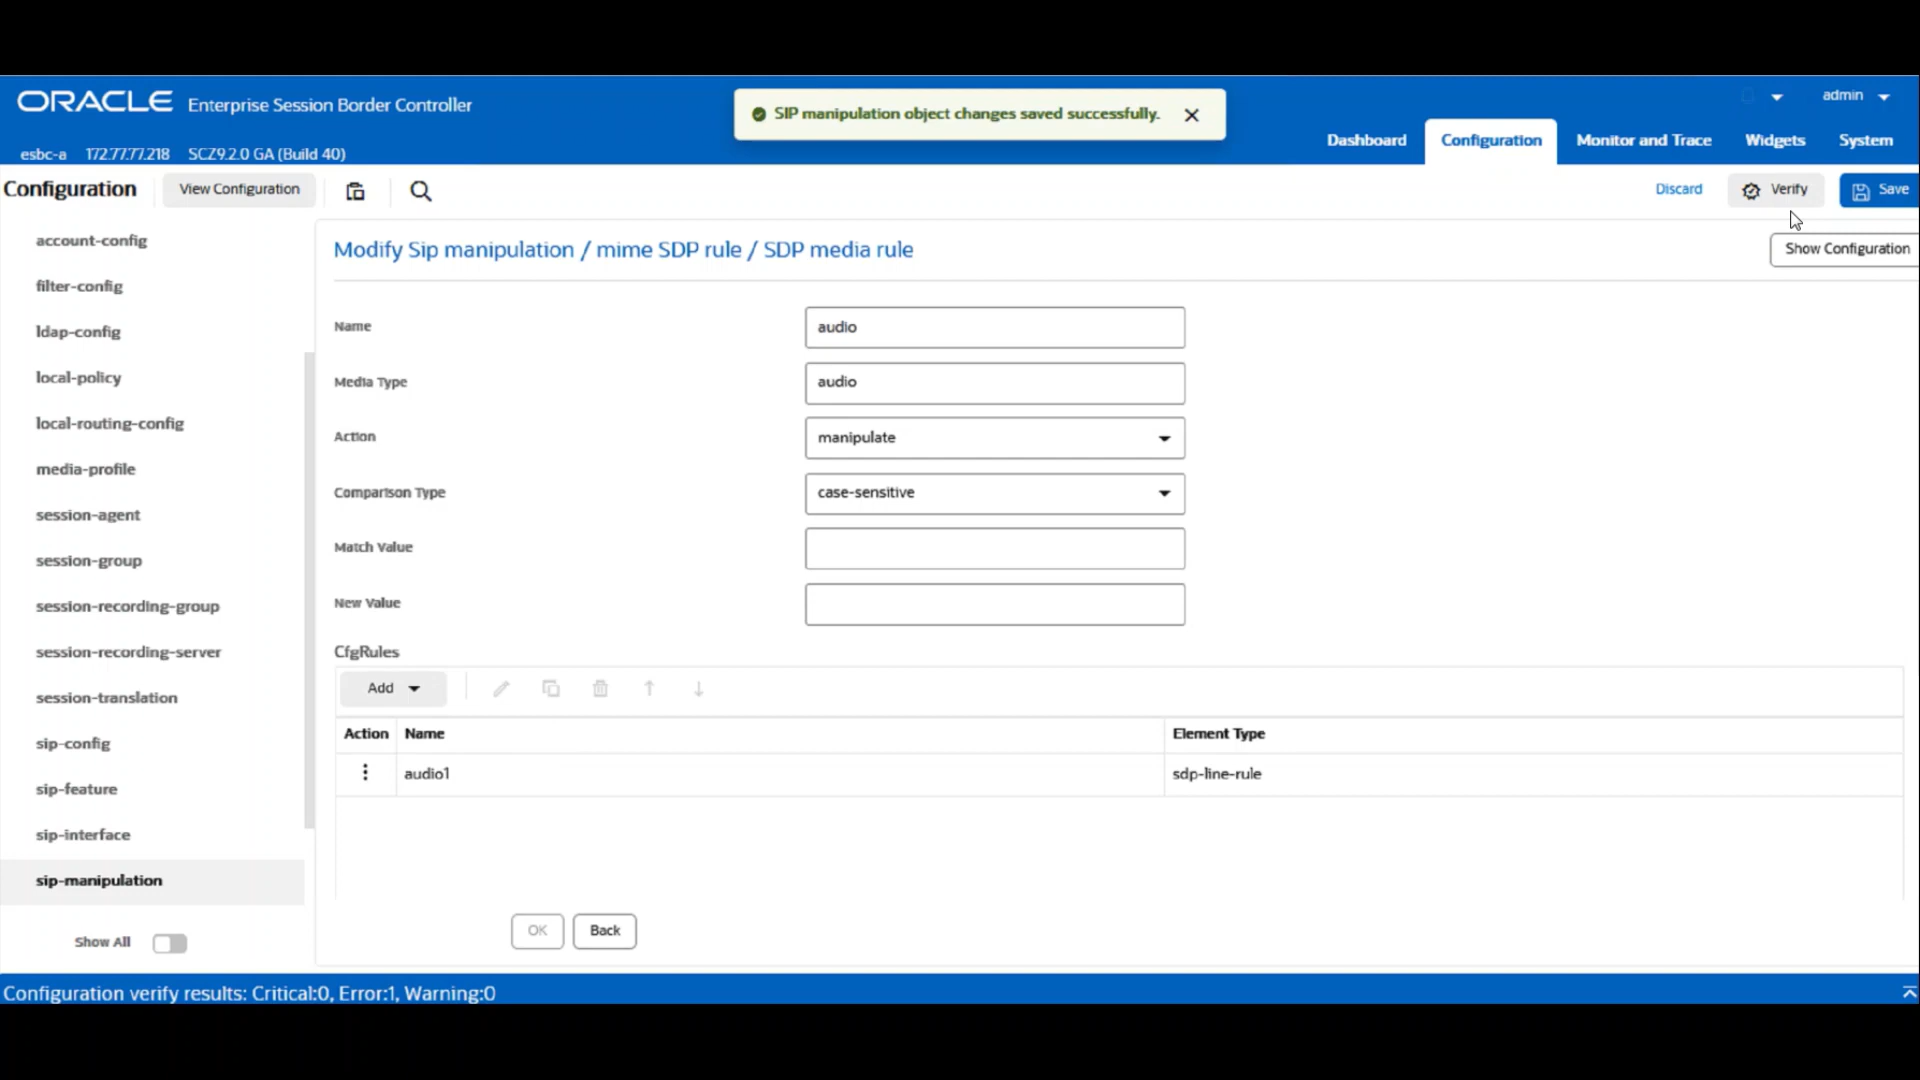 ORACLE Enterprise Session Border Controller
SIP manipulation object changes saved successfully.
admin
esbc-a 172.77.77.218 SCZ9.2.0 GA (Build 40)
Dashboard Configuration Monitor and Trace Widgets System
Configuration View Configuration Discard Verify Save
account-config
filter-config
ldap-config
local-policy
local-routing-config
media-profile
session-agent
session-group
session-recording-group
session-recording-server
session-translation
sip-config
sip-feature
sip-interface
sip-manipulation
Show All
Modify Sip manipulation / mime SDP rule / SDP media rule
Show Configuration
Name audio
Media Type audio
Action manipulate
Comparison Type case-sensitive
Match Value
New Value
CfgRules
Add
Action Name Element Type
audio1 sdp-line-rule
OK Back
Configuration verify results: Critical:0, Error:1, Warning:0